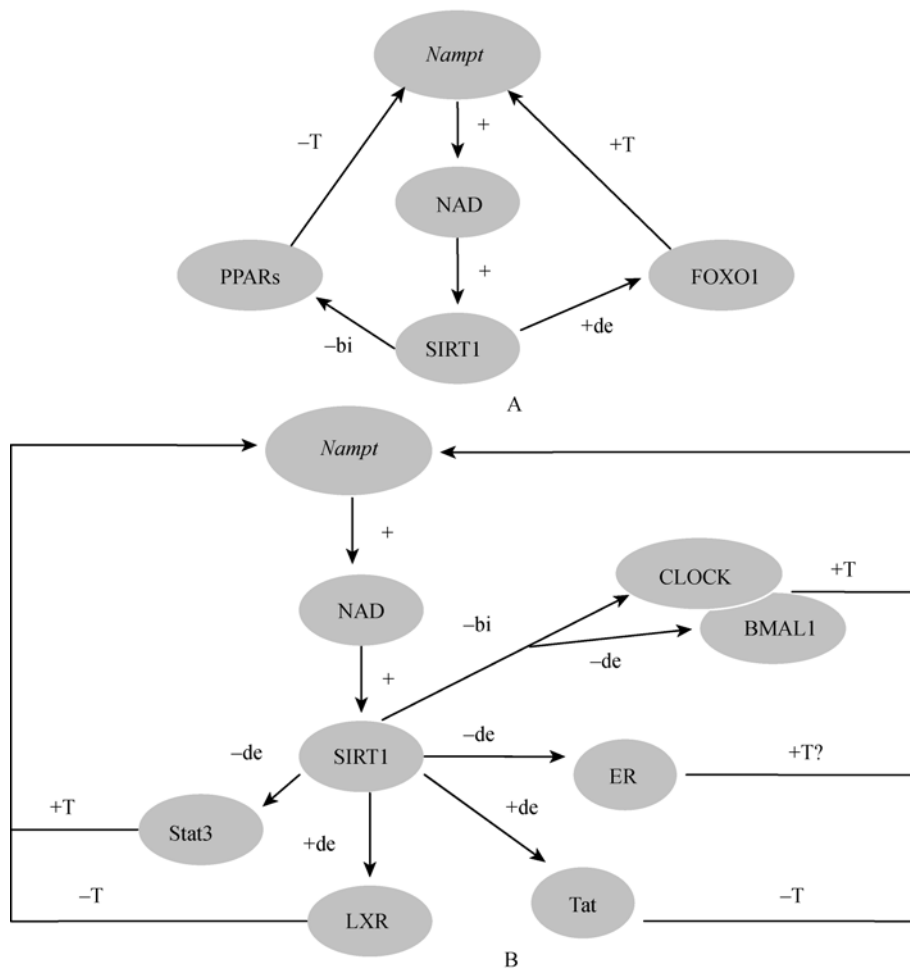 Nampt
–T
+
+T
NAD
PPARs
+
FOXO1
–bi
SIRT1
+de
A
Nampt
+
CLOCK
+T
NAD
–bi
BMAL1
–de
+
–de
SIRT1
–de
ER
+T?
+T
Stat3
+de
+de
–T
LXR
Tat
–T
B